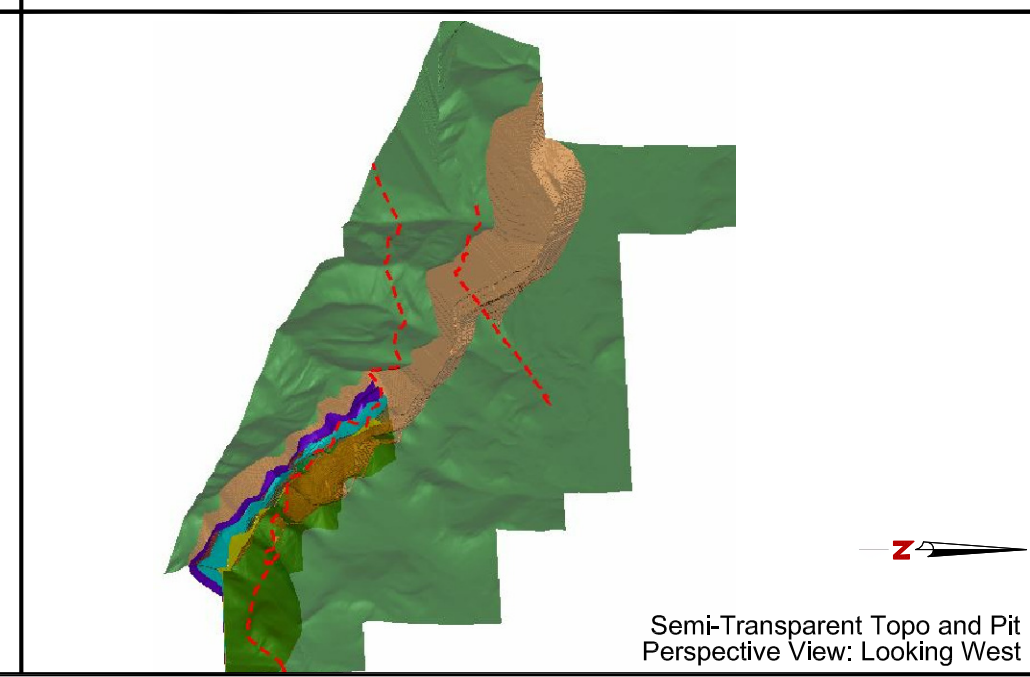 Z
Semi-Transparent Topo and Pit
Perspective View: Looking West